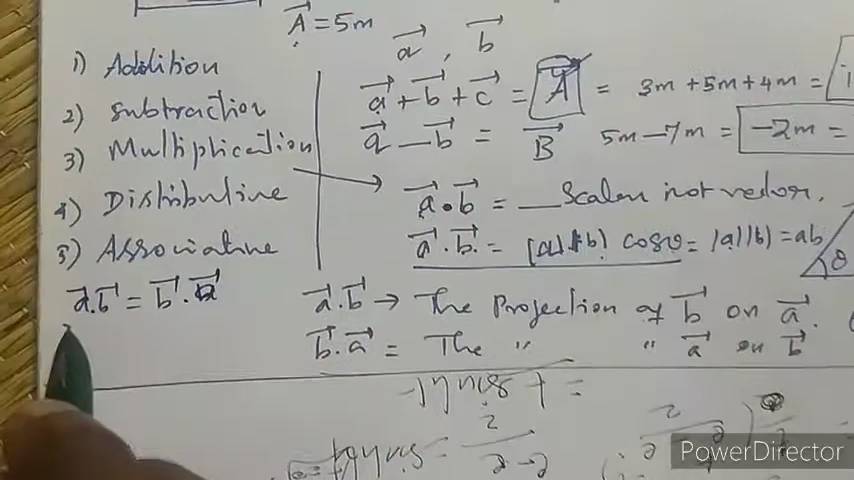 A⃗ = 5m
a⃗ , b⃗
1) Addition
2) Subtraction
3) Multiplication
4) Distributive
5) Associative
a⃗.b⃗ = b⃗.a⃗
a⃗ + b⃗ + c⃗ = A⃗ = 3m + 5m + 4m =
a⃗ — b⃗ = B⃗ 5m — 7m = -2m =
a⃗ • b⃗ = __ Scalar not vector.
a⃗ . b⃗ = |a| |b| cosθ = |a| |b| = ab
θ
a⃗.b⃗ → The Projection of b⃗ on a⃗.
b⃗.a⃗ = The " " a⃗ on b⃗
PowerDirector